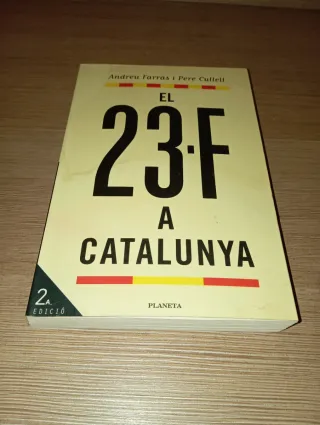 Andreu Farràs i Pere Cullell
EL
23·F
A
CATALUNYA
2a.
EDICIÓ
PLANETA